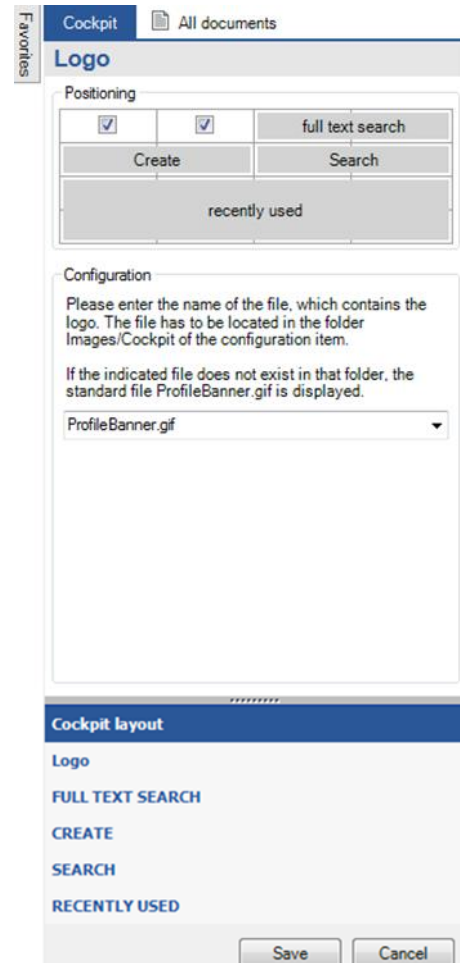 Favorites
Cockpit
All documents
Logo
Positioning
full text search
Create
Search
recently used
Configuration
Please enter the name of the file, which contains the
logo. The file has to be located in the folder
Images/Cockpit of the configuration item.
If the indicated file does not exist in that folder, the
standard file ProfileBanner.gif is displayed.
ProfileBanner.gif
Cockpit layout
Logo
FULL TEXT SEARCH
CREATE
SEARCH
RECENTLY USED
Save
Cancel